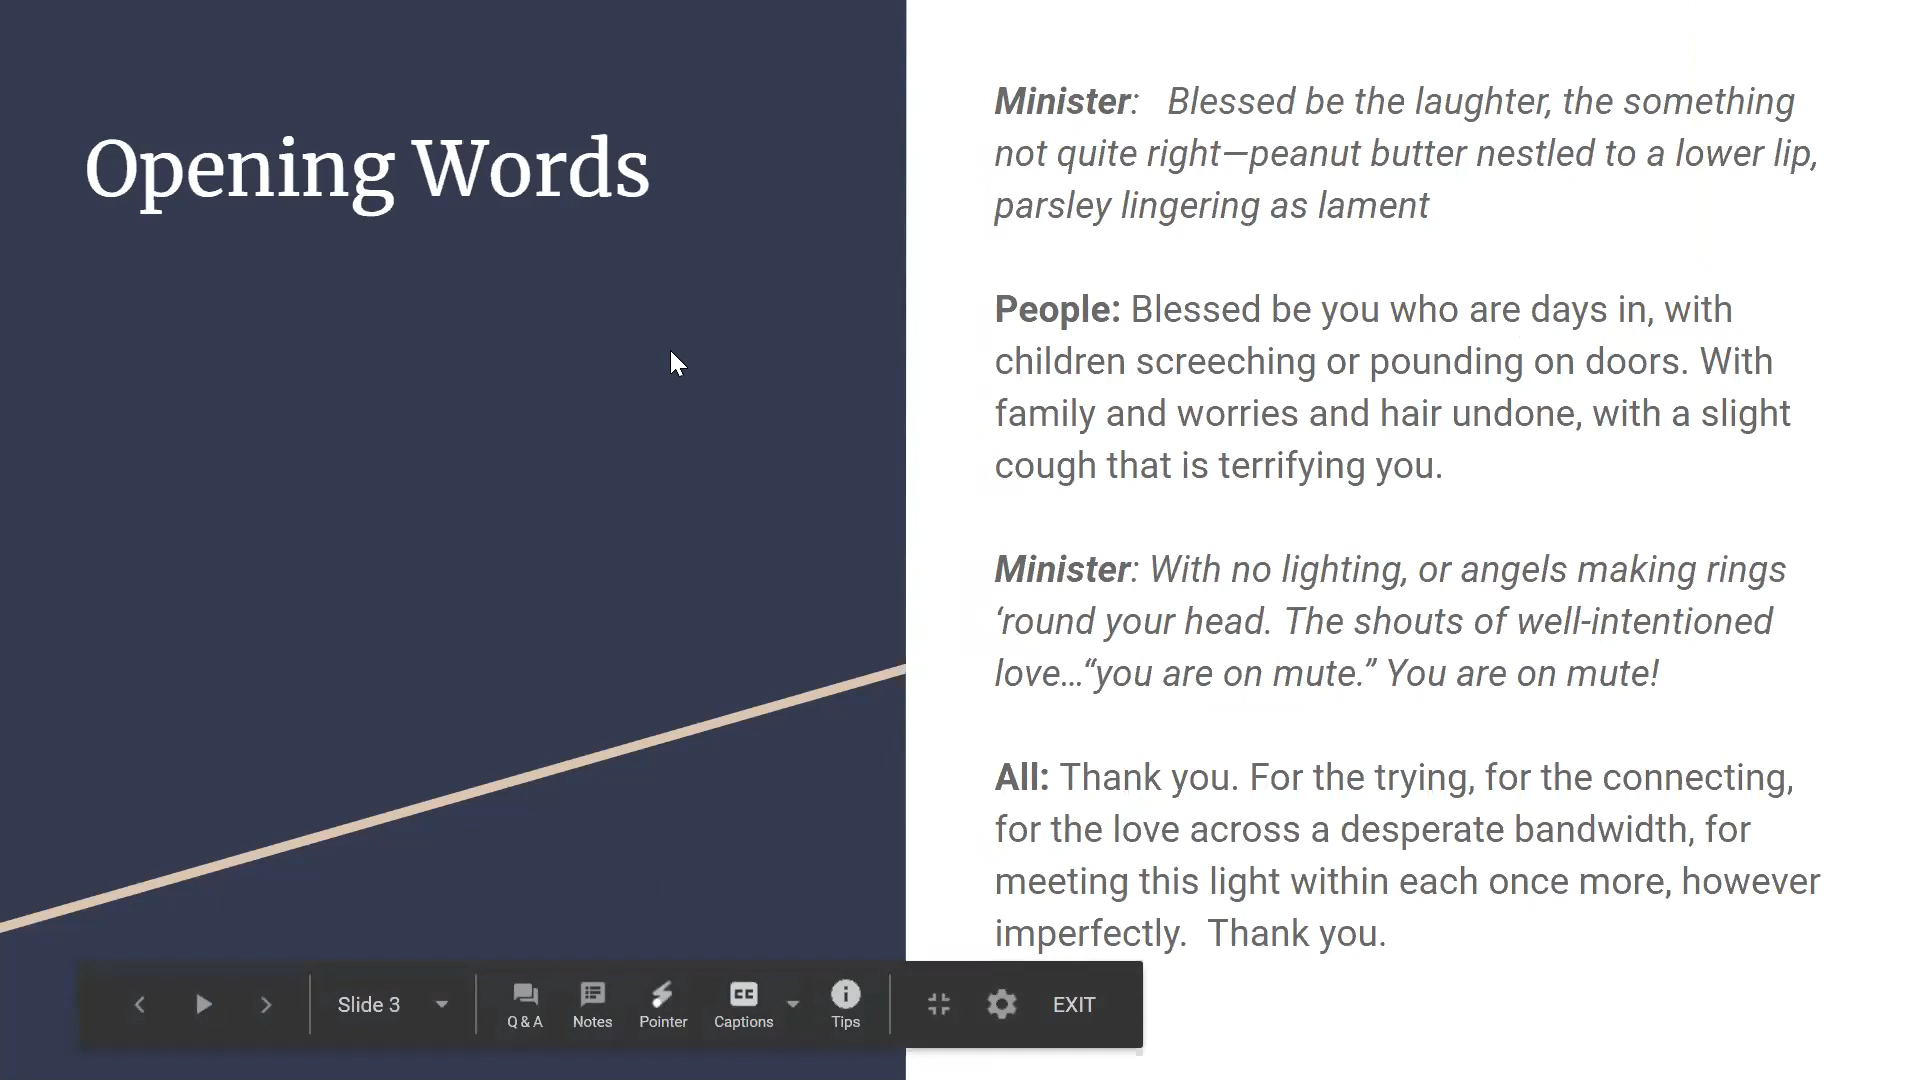 Opening Words
Minister:   Blessed be the laughter, the something
not quite right—peanut butter nestled to a lower lip,
parsley lingering as lament
People: Blessed be you who are days in, with
children screeching or pounding on doors. With
family and worries and hair undone, with a slight
cough that is terrifying you.
Minister: With no lighting, or angels making rings
‘round your head. The shouts of well-intentioned
love…“you are on mute.” You are on mute!
All: Thank you. For the trying, for the connecting,
for the love across a desperate bandwidth, for
meeting this light within each once more, however
imperfectly.  Thank you.
Slide 3
Q & A
Notes
Pointer
CC
Captions
Tips
EXIT